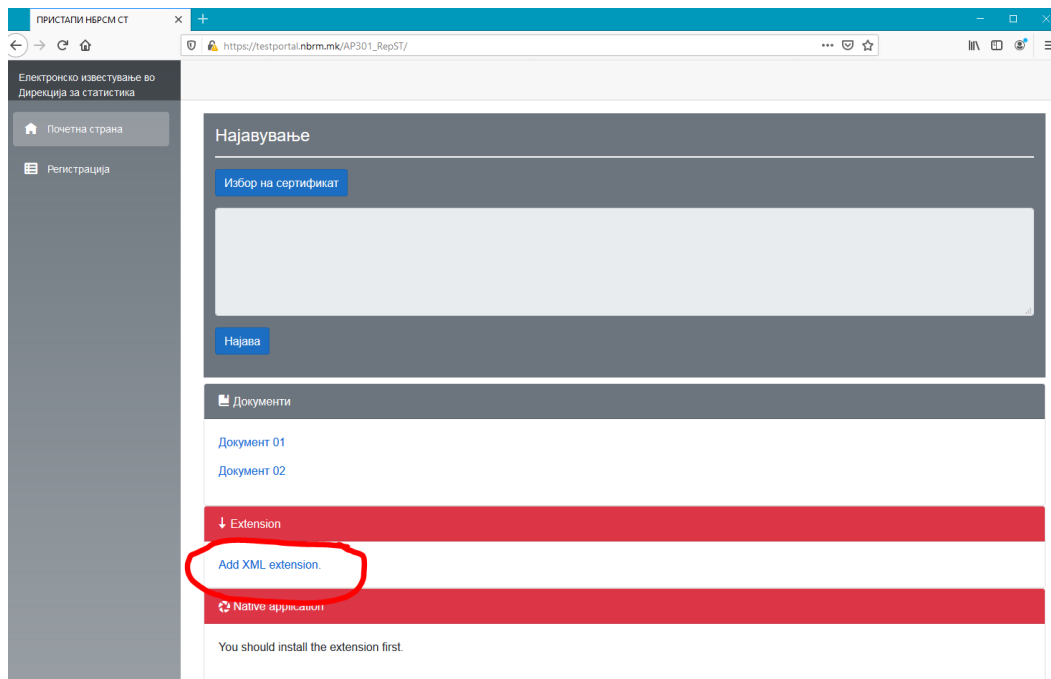 ПРИСТАПИ НБРСМ СТ
https://testportal.nbrm.mk/AP301_RepST/
Електронско известување во
Дирекција за статистика
Почетна страна
Регистрација
Најавување
Избор на сертификат
Најава
Документи
Документ 01
Документ 02
Extension
Add XML extension.
Native application
You should install the extension first.